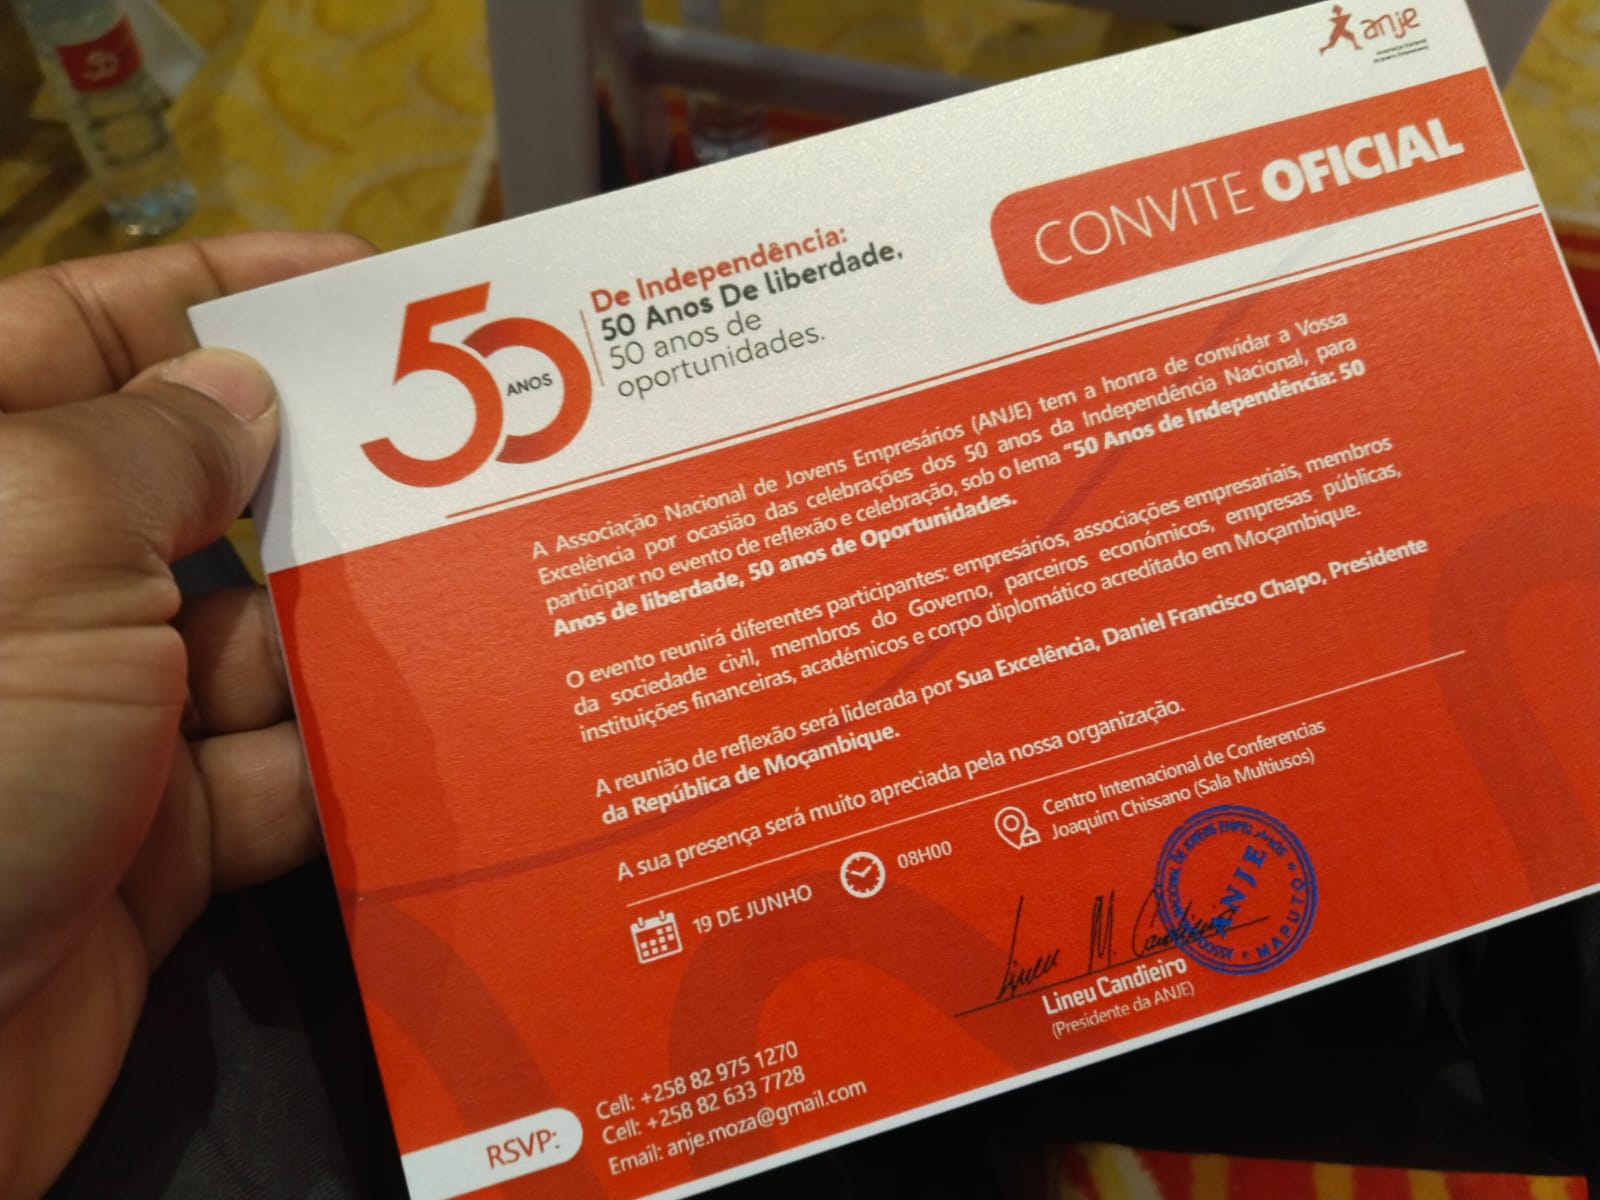 anje
CONVITE OFICIAL
50
ANOS
De Independência:
50 Anos De liberdade,
50 anos de
oportunidades.
A Associação Nacional de Jovens Empresários (ANJE) tem a honra de convidar a Vossa
Excelência por ocasião das celebrações dos 50 anos da Independência Nacional, para
participar no evento de reflexão e celebração, sob o lema "50 Anos de Independência: 50
Anos de liberdade, 50 anos de Oportunidades.
O evento reunirá diferentes participantes: empresários, associações empresariais, membros
da sociedade civil, membros do Governo, parceiros económicos, empresas públicas,
instituições financeiras, académicos e corpo diplomático acreditado em Moçambique.
A reunião de reflexão será liderada por Sua Excelência, Daniel Francisco Chapo, Presidente
da República de Moçambique.
A sua presença será muito apreciada pela nossa organização.
19 DE JUNHO
08H00
Centro Internacional de Conferencias
Joaquim Chissano (Sala Multiusos)
ANJE
MAPUTO
Lineu M. Candieiro
Lineu Candieiro
(Presidente da ANJE)
RSVP:
Cell: +258 82 975 1270
Cell: +258 82 633 7728
Email: anje.moza@gmail.com